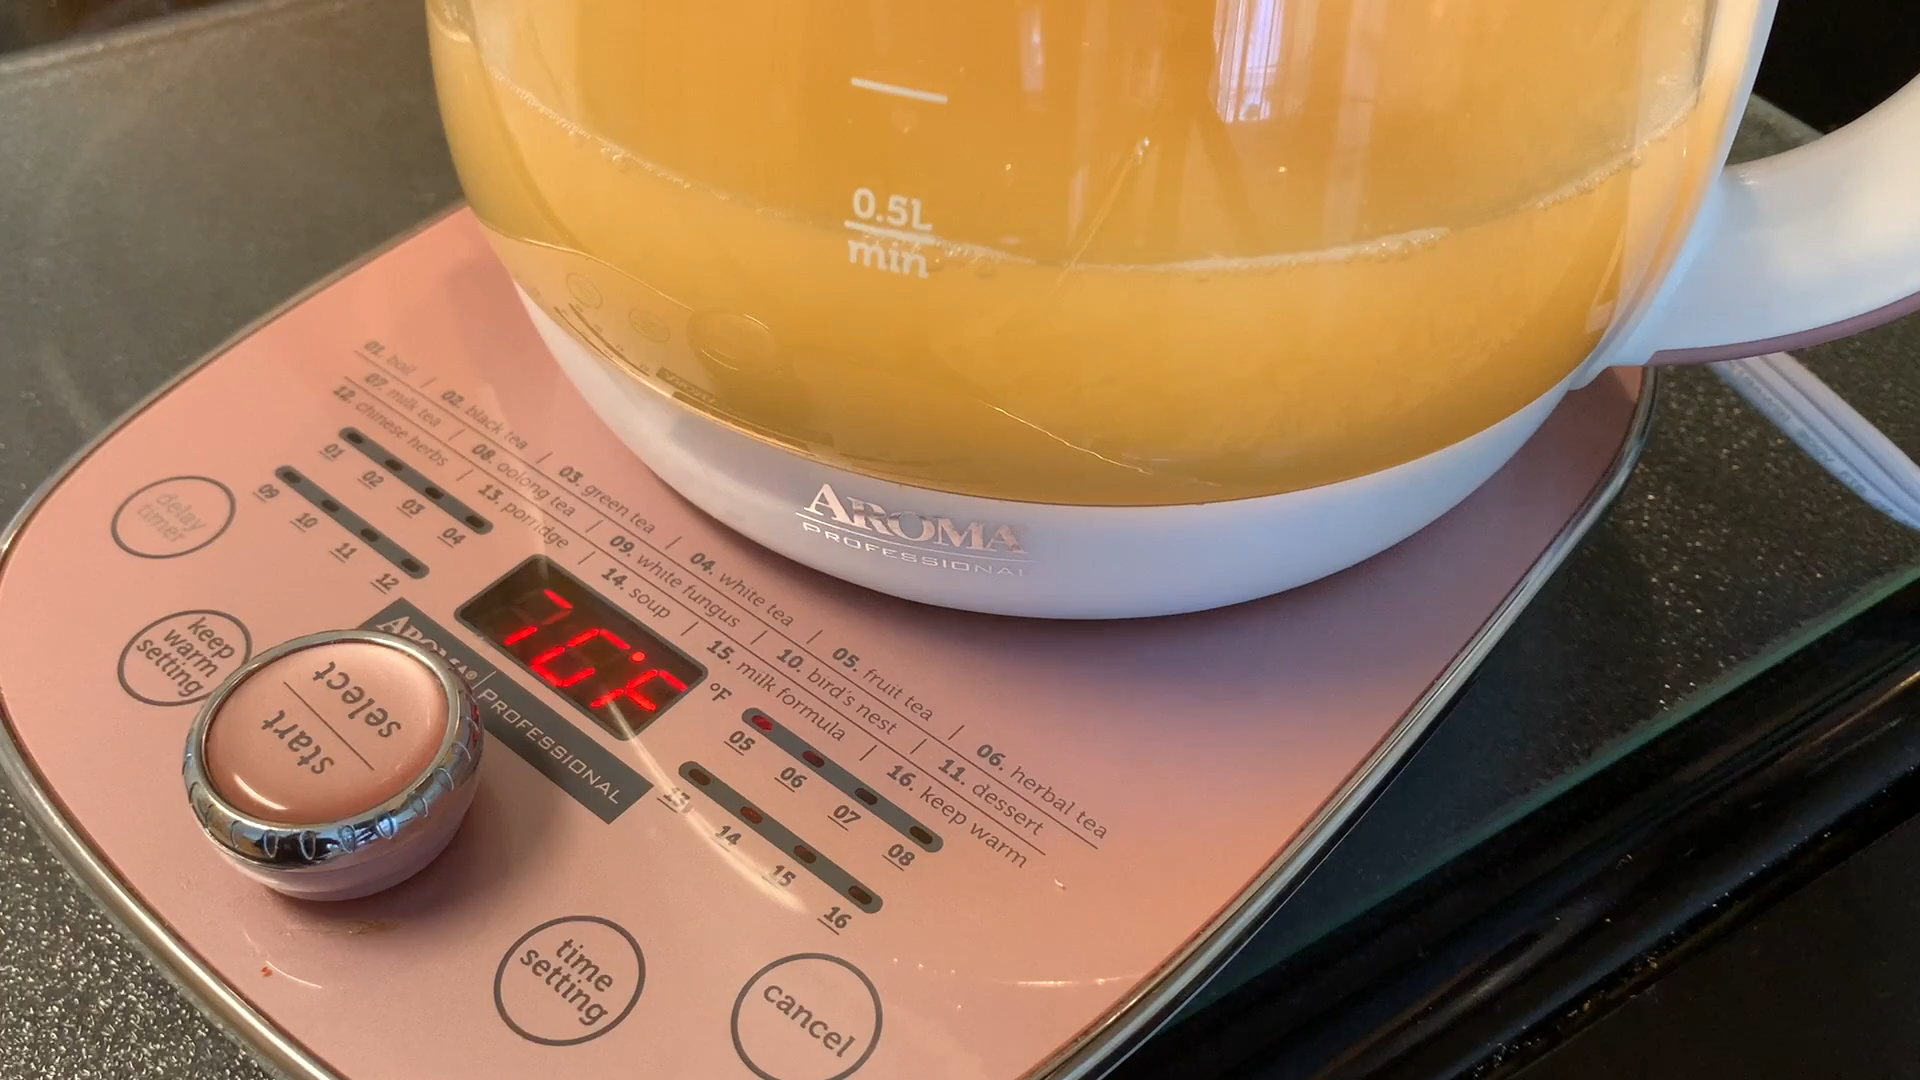 0.5L
min
AROMA
PROFESSIONAL
01. boil | 02. black tea | 03. green tea | 04. white tea | 05. fruit tea | 06. herbal tea
07. milk tea | 08. oolong tea | 09. white fungus | 10. bird's nest | 11. dessert
12. chinese herbs | 13. porridge | 14. soup | 15. milk formula | 16. keep warm
01 02 03 04
09 10 11 12
delay
timer
keep
warm
setting
AROMA® | PROFESSIONAL
°F
05 06 07 08
13 14 15 16
start
select
time
setting
cancel